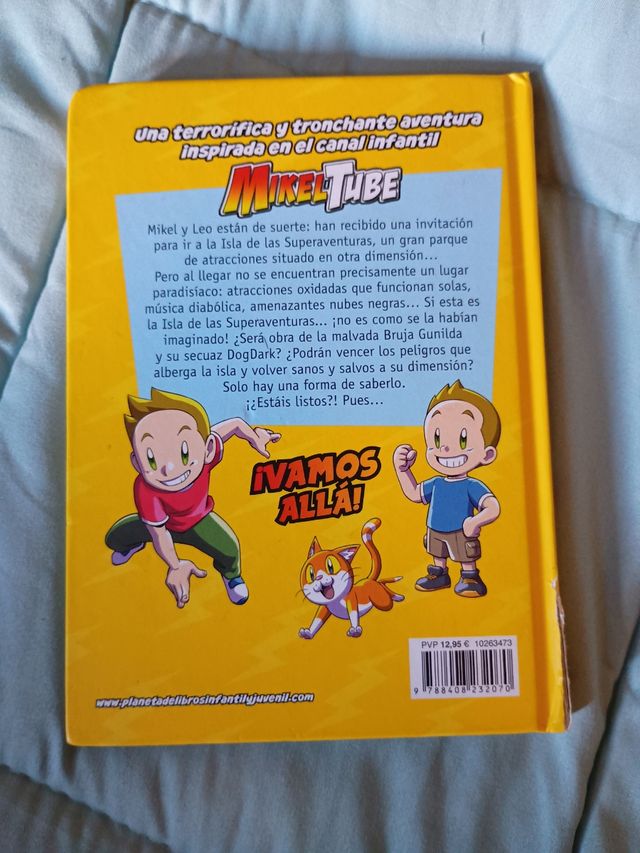 Una terrorífica y tronchante aventura
inspirada en el canal infantil
MIKELTUBE
Mikel y Leo están de suerte: han recibido una invitación
para ir a la Isla de las Superaventuras, un gran parque
de atracciones situado en otra dimensión...
Pero al llegar no se encuentran precisamente un lugar
paradisíaco: atracciones oxidadas que funcionan solas,
música diabólica, amenazantes nubes negras... Si esta es
la Isla de las Superaventuras... ¡no es como se la habían
imaginado! ¿Será obra de la malvada Bruja Gunilda
y su secuaz DogDark? ¿Podrán vencer los peligros que
alberga la isla y volver sanos y salvos a su dimensión?
Solo hay una forma de saberlo.
¡¿Estáis listos?! Pues...
¡VAMOS
ALLÁ!
PVP 12,95 € 10263473
9 788408 232070
www.planetadelibrosinfantilyjuvenil.com